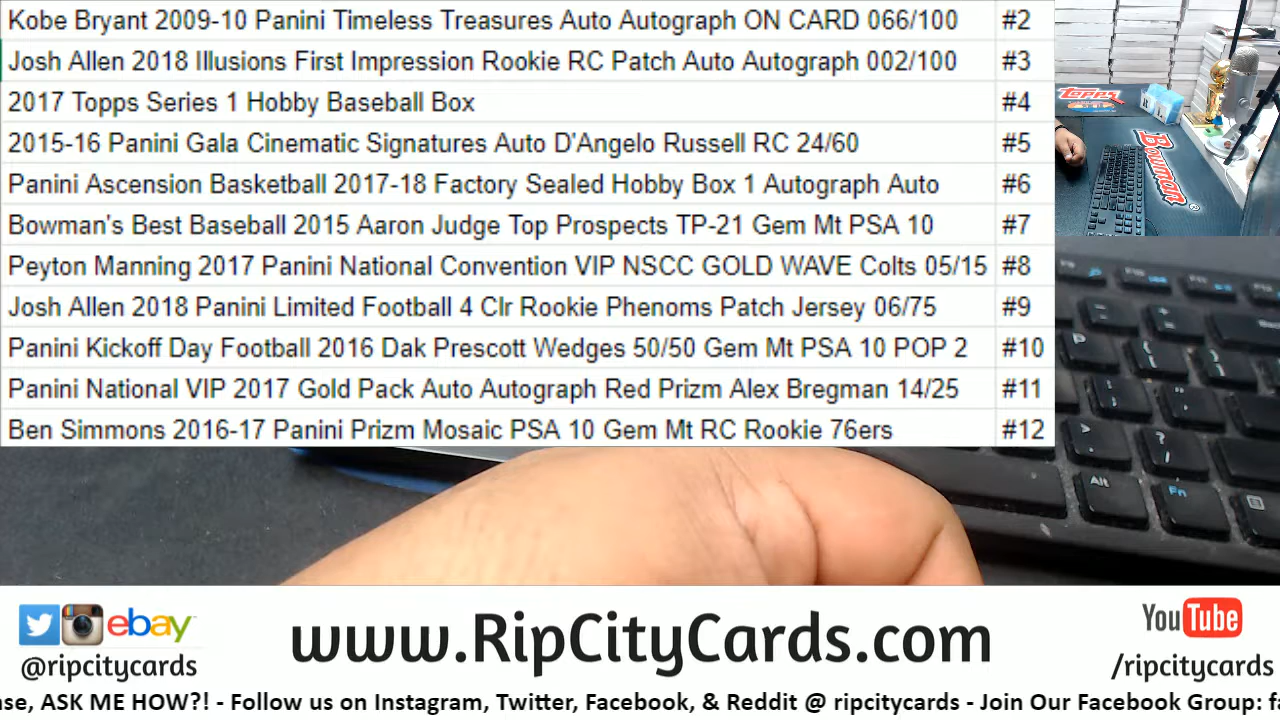 Kobe Bryant 2009-10 Panini Timeless Treasures Auto Autograph ON CARD 066/100 #2
Josh Allen 2018 Illusions First Impression Rookie RC Patch Auto Autograph 002/100 #3
2017 Topps Series 1 Hobby Baseball Box #4
2015-16 Panini Gala Cinematic Signatures Auto D'Angelo Russell RC 24/60 #5
Panini Ascension Basketball 2017-18 Factory Sealed Hobby Box 1 Autograph Auto #6
Bowman's Best Baseball 2015 Aaron Judge Top Prospects TP-21 Gem Mt PSA 10 #7
Peyton Manning 2017 Panini National Convention VIP NSCC GOLD WAVE Colts 05/15 #8
Josh Allen 2018 Panini Limited Football 4 Clr Rookie Phenoms Patch Jersey 06/75 #9
Panini Kickoff Day Football 2016 Dak Prescott Wedges 50/50 Gem Mt PSA 10 POP 2 #10
Panini National VIP 2017 Gold Pack Auto Autograph Red Prizm Alex Bregman 14/25 #11
Ben Simmons 2016-17 Panini Prizm Mosaic PSA 10 Gem Mt RC Rookie 76ers #12
TOPPS
Bowman
P
Alt
Fn
ebay
@ripcitycards
www.RipCityCards.com
YouTube
/ripcitycards
ASK ME HOW?! - Follow us on Instagram, Twitter, Facebook, & Reddit @ ripcitycards - Join Our Facebook Group: